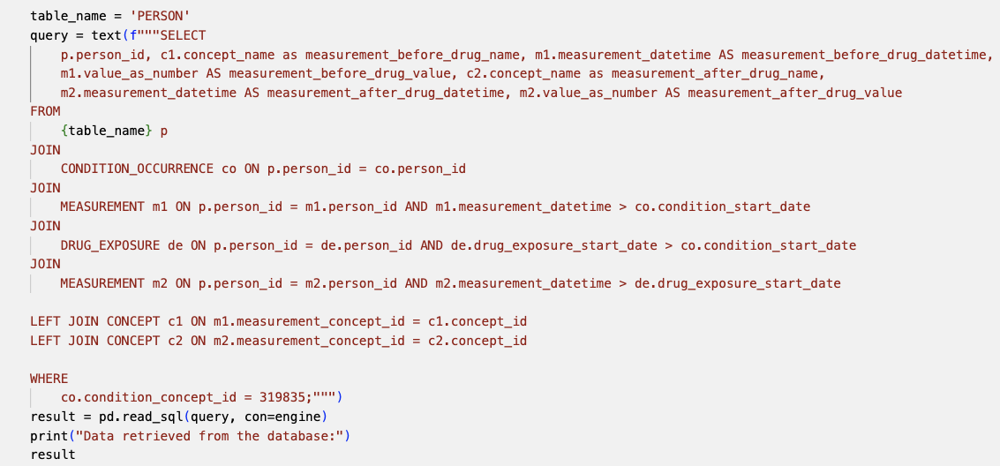 table_name = 'PERSON'
query = text(f"""SELECT
p.person_id, c1.concept_name as measurement_before_drug_name, m1.measurement_datetime AS measurement_before_drug_datetime,
m1.value_as_number AS measurement_before_drug_value, c2.concept_name as measurement_after_drug_name,
m2.measurement_datetime AS measurement_after_drug_datetime, m2.value_as_number AS measurement_after_drug_value
FROM
{table_name} p
JOIN
CONDITION_OCCURRENCE co ON p.person_id = co.person_id
JOIN
MEASUREMENT m1 ON p.person_id = m1.person_id AND m1.measurement_datetime > co.condition_start_date
JOIN
DRUG_EXPOSURE de ON p.person_id = de.person_id AND de.drug_exposure_start_date > co.condition_start_date
JOIN
MEASUREMENT m2 ON p.person_id = m2.person_id AND m2.measurement_datetime > de.drug_exposure_start_date
LEFT JOIN CONCEPT c1 ON m1.measurement_concept_id = c1.concept_id
LEFT JOIN CONCEPT c2 ON m2.measurement_concept_id = c2.concept_id
WHERE
co.condition_concept_id = 319835;""")
result = pd.read_sql(query, con=engine)
print("Data retrieved from the database:")
result